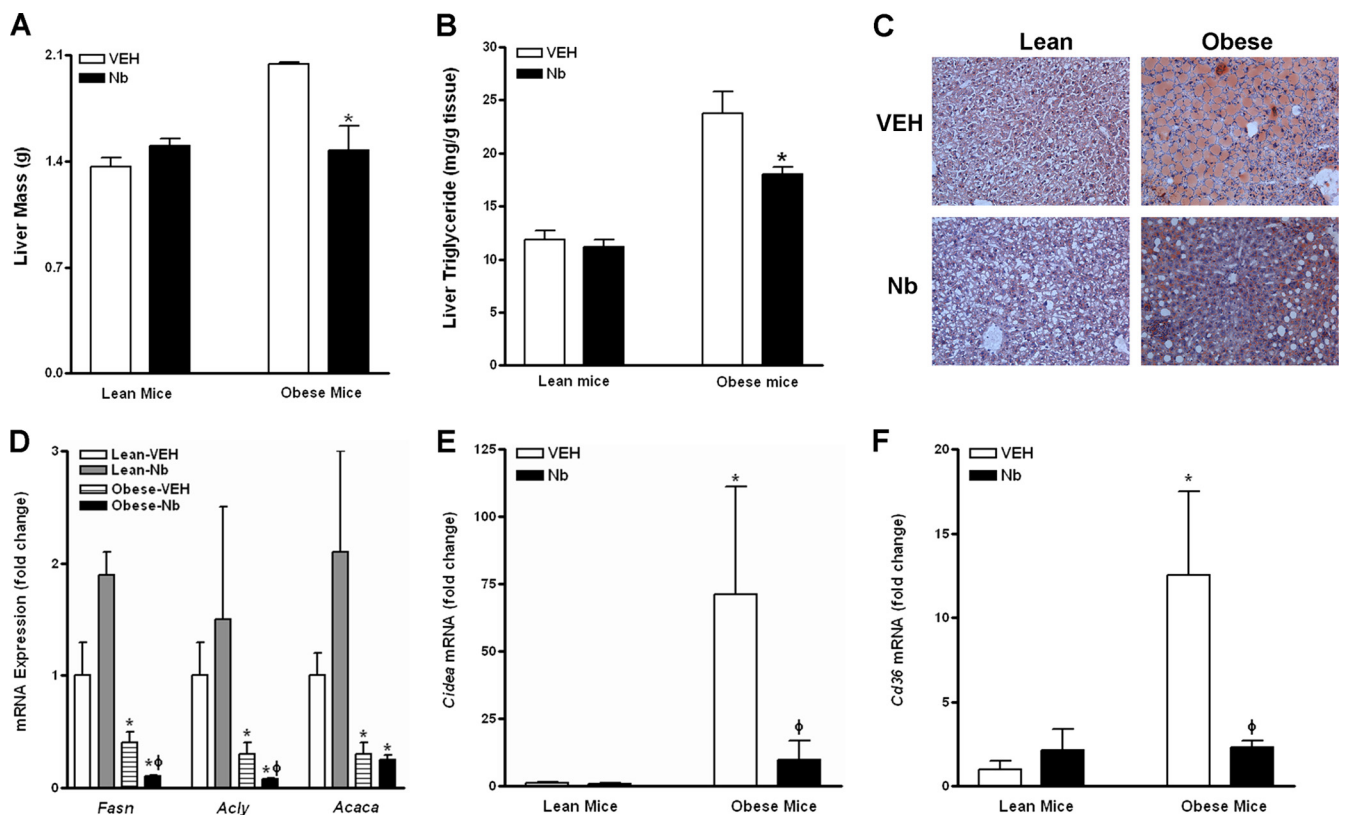 A
Liver Mass (g)
2.1
1.4
0.7
0.0
VEH
Nb
*
Lean Mice
Obese Mice
B
Liver Triglyceride (mg/g tissue)
30
25
20
15
10
5
0
VEH
Nb
*
Lean mice
Obese mice
C
Lean
Obese
VEH
Nb
D
mRNA Expression (fold change)
3
2
1
0
Lean-VEH
Lean-Nb
Obese-VEH
Obese-Nb
*
*ϕ
*
*ϕ
*
*
Fasn
Acly
Acaca
E
Cidea mRNA (fold change)
125
100
75
50
25
0
VEH
Nb
*
ϕ
Lean Mice
Obese Mice
F
Cd36 mRNA (fold change)
20
15
10
5
0
VEH
Nb
*
ϕ
Lean Mice
Obese Mice